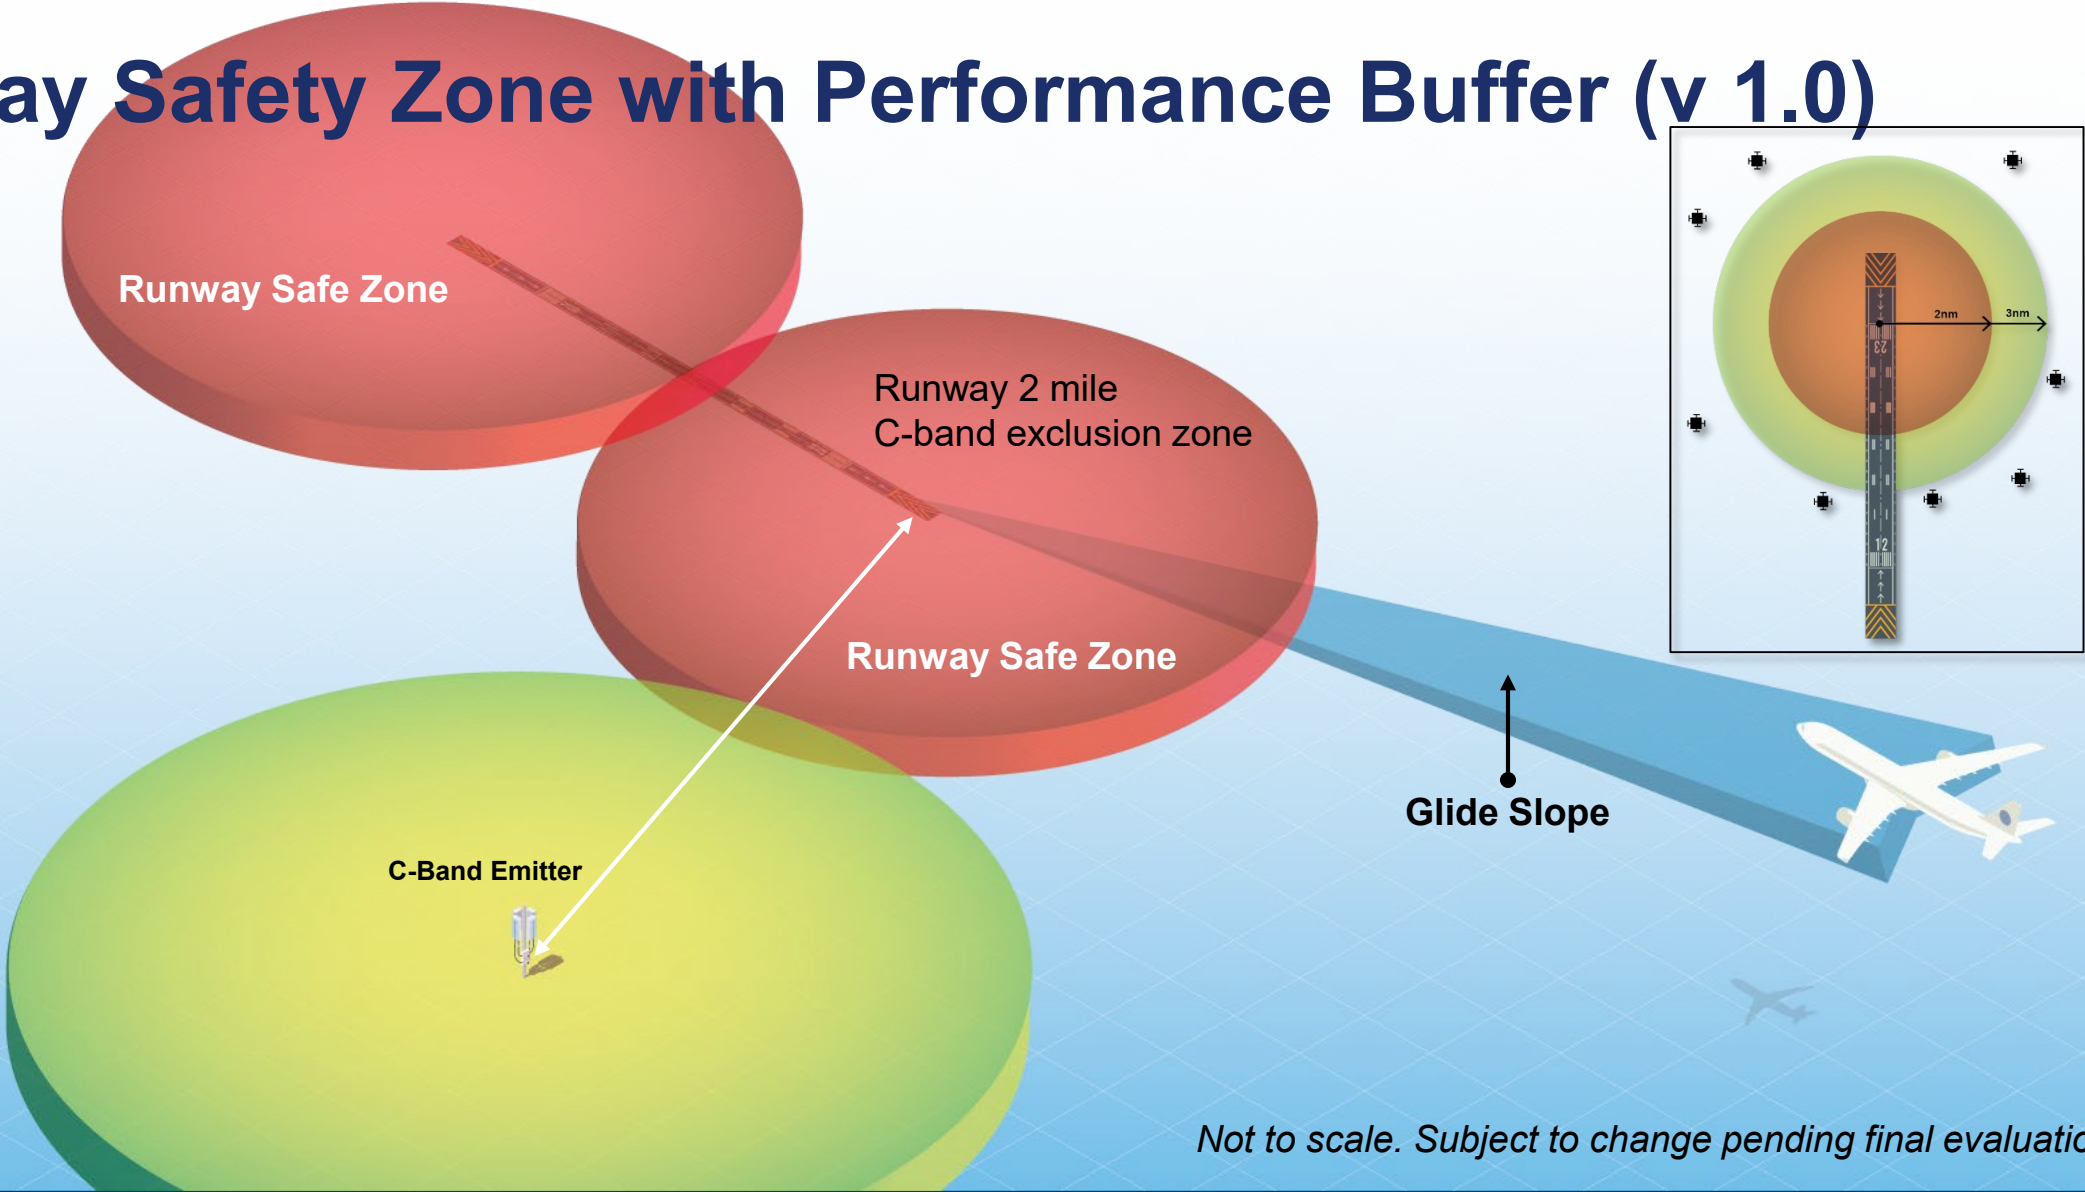 ay Safety Zone with Performance Buffer (v 1.0)
2nm
3nm
23
12
Runway Safe Zone
Runway 2 mile
C-band exclusion zone
Runway Safe Zone
Glide Slope
C-Band Emitter
Not to scale. Subject to change pending final evaluatio